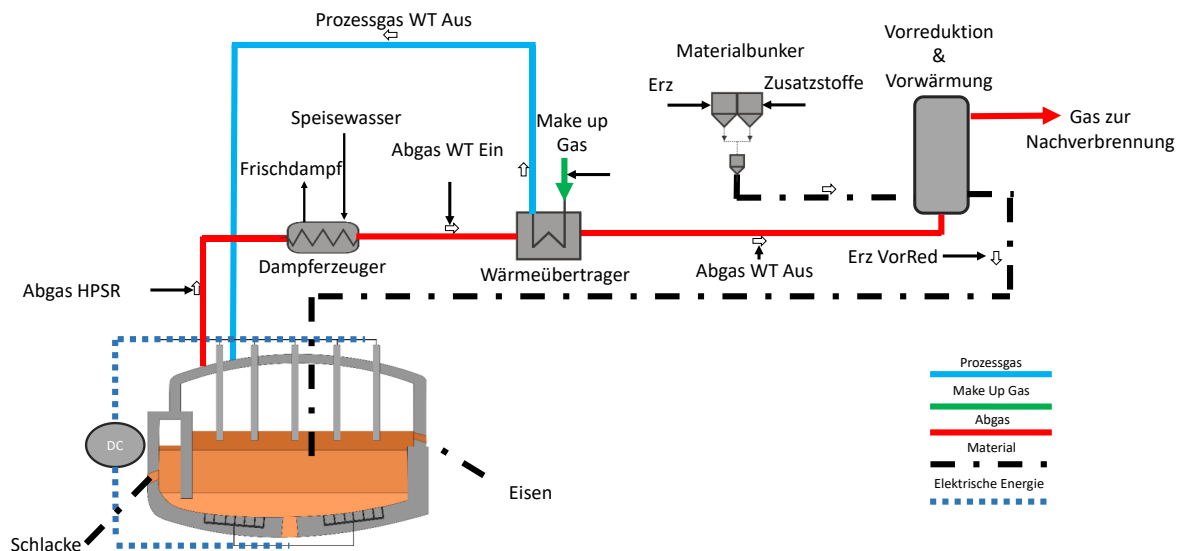 Prozessgas WT Aus
Materialbunker
Vorreduktion
&
Vorwärmung
Erz
Zusatzstoffe
Speisewasser
Make up
Gas
Gas zur
Nachverbrennung
Abgas WT Ein
Frischdampf
Dampferzeuger
Wärmeübertrager
Abgas WT Aus
Erz VorRed
Abgas HPSR
Prozessgas
Make Up Gas
Abgas
Material
Elektrische Energie
DC
Eisen
Schlacke